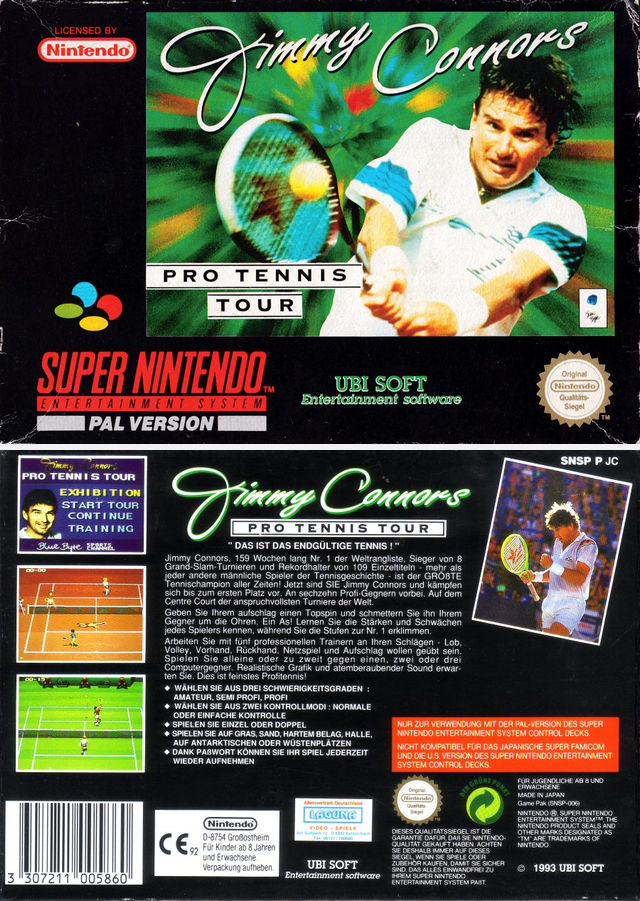 LICENSED BY
Nintendo
Jimmy Connors
PRO TENNIS
TOUR
SUPER NINTENDO TM
ENTERTAINMENT SYSTEM
PAL VERSION
UBI SOFT
Entertainment software
Original
Nintendo
Qualitäts-
Siegel
TM
Jimmy Connors
PRO TENNIS TOUR
EXHIBITION
START TOUR
CONTINUE
TRAINING
Blue Byte SPORTS
CHANNEL
00-00
00-15
Jimmy Connors
PRO TENNIS TOUR
SNSP P JC
"DAS IST DAS ENDGÜLTIGE TENNIS !"
Jimmy Connors, 159 Wochen lang Nr. 1 der Weltrangliste, Sieger von 8
Grand-Slam-Turnieren und Rekordhalter von 109 Einzeltiteln - mehr als
jeder andere männliche Spieler der Tennisgeschichte - ist der GRÖßTE
Tennischampion aller Zeiten! Jetzt sind SIE Jimmy Connors und kämpfen
sich bis zum ersten Platz vor. An sechzehn Profi-Gegnern vorbei. Auf dem
Centre Court der anspruchvollsten Turniere der Welt.
Geben Sie Ihrem aufschlag einen Topspin und schmettern Sie ihn Ihrem
Gegner um die Ohren. Ein As! Lernen Sie die Stärken und Schwächen
jedes Spielers kennen, während Sie die Stufen zur Nr. 1 erklimmen.
Arbeiten Sie mit fünf professionellen Trainern an Ihren Schlägen - Lob,
Volley, Vorhand, Rückhand, Netzspiel und Aufschlag wollen geübt sein.
Spielen Sie alleine oder zu zweit gegen einen, zwei oder drei
Computergegner. Realistische Grafik und atemberaubender Sound erwar-
ten Sie. Dies ist feinstes Profitennis!
◆ WÄHLEN SIE AUS DREI SCHWIERIGKEITSGRADEN :
AMATEUR, SEMI PROFI, PROFI
◆ WÄHLEN SIE AUS ZWEI KONTROLLMODI : NORMALE
ODER EINFACHE KONTROLLE
◆ SPIELEN SIE EINZEL ODER DOPPEL
◆ SPIELEN SIE AUF GRAS, SAND, HARTEM BELAG, HALLE,
AUF ANTARKTISCHEN ODER WÜSTENPLÄTZEN
◆ DANK PAßWORT KÖNNEN SIE IHR SPIEL JEDERZEIT
WIEDER AUFNEHMEN
NUR ZUR VERWENDUNG MIT DER PAL-VERSION DES SUPER
NINTENDO ENTERTAINMENT SYSTEM CONTROL DECKS.
NICHT KOMPATIBEL FÜR DAS JAPANISCHE SUPER FAMICOM
UND DIE U.S. VERSION DES SUPER NINTENDO ENTERTAINMENT
SYSTEM CONTROL DECKS.
3 307211 005860
CE 92
Nintendo
D-8754 Großostheim
Für Kinder ab 8 Jahren
und Erwachsene.
Verpackung aufheben.
Alleinvertrieb Deutschland
LAGUNA
VIDEO - SPIELE
UBI SOFT
Entertainment software
Original
Nintendo
Qualitäts-
Siegel
DIESES QUALITÄTSSIEGEL IST DIE
GARANTIE DAFÜR, DAß SIE NINTENDO-
QUALITÄT GEKAUFT HABEN. ACHTEN
SIE DESHALB IMMER AUF DIESES
SIEGEL, WENN SIE SPIELE ODER
ZUBEHÖR KAUFEN, DAMIT SIE SICHER
SIND, DAS ALLES EINWANDFREI ZU
IHREM SUPER NINTENDO
ENTERTAINMENT SYSTEM PAßT.
DER GRÜNE PUNKT
FÜR JUGENDLICHE AB 8 UND
ERWACHSENE
MADE IN JAPAN
Game Pak (SNSP-006)
NINTENDO ®, SUPER NINTENDO
ENTERTAINMENT SYSTEM™, THE
NINTENDO PRODUCT SEALS AND
OTHER MARKS DESIGNATED AS
"TM" ARE TRADEMARKS OF
NINTENDO.
© 1993 UBI SOFT